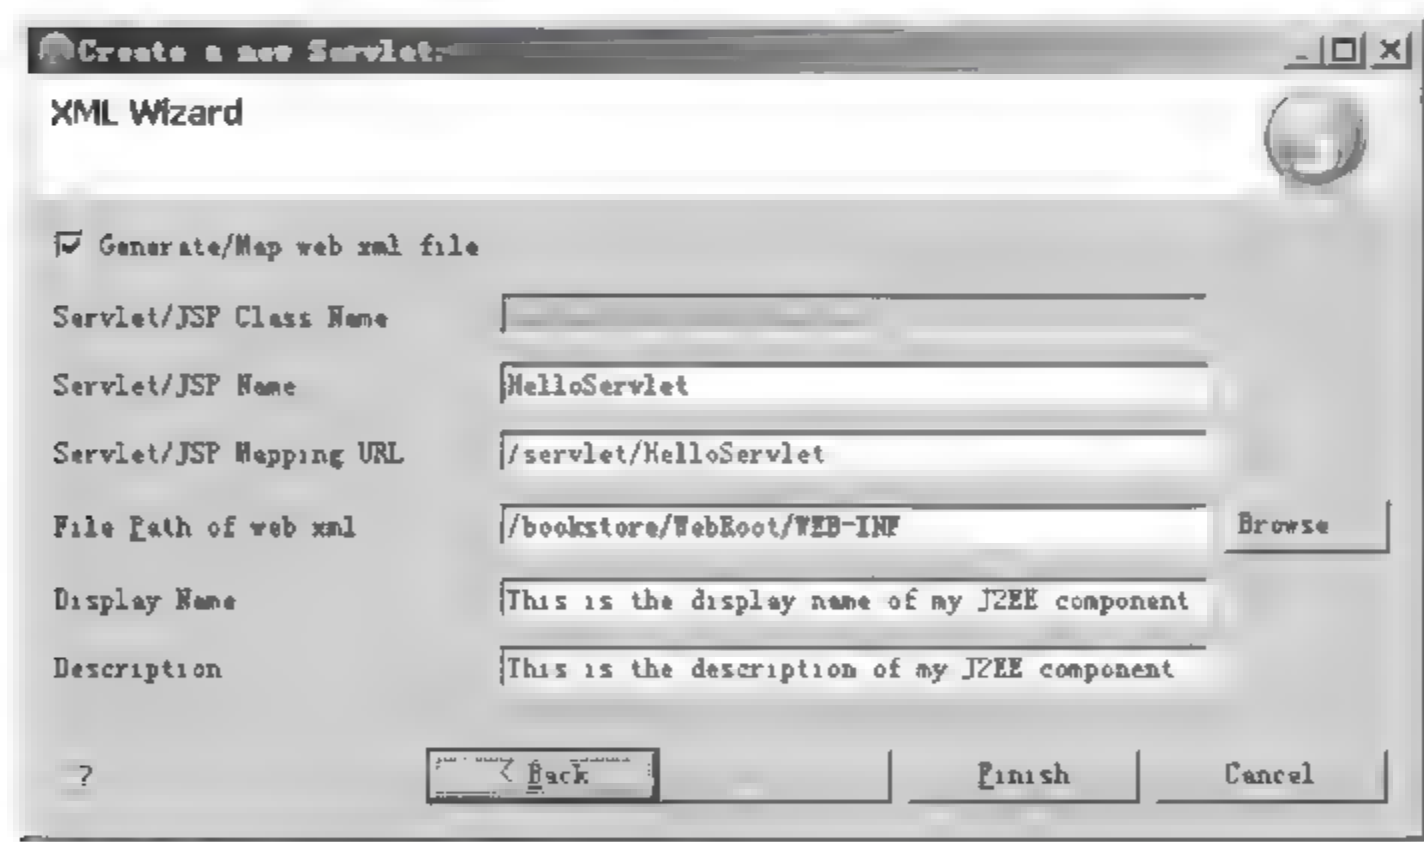 Create a new Servlet.
XML Wizard
Generate/Map web xml file
Servlet/JSP Class Name
Servlet/JSP Name HelloServlet
Servlet/JSP Mapping URL /servlet/HelloServlet
File Path of web xml /bookstore/WebRoot/WEB-INF Browse
Display Name This is the display name of my J2EE component
Description This is the description of my J2EE component
? < Back Finish Cancel